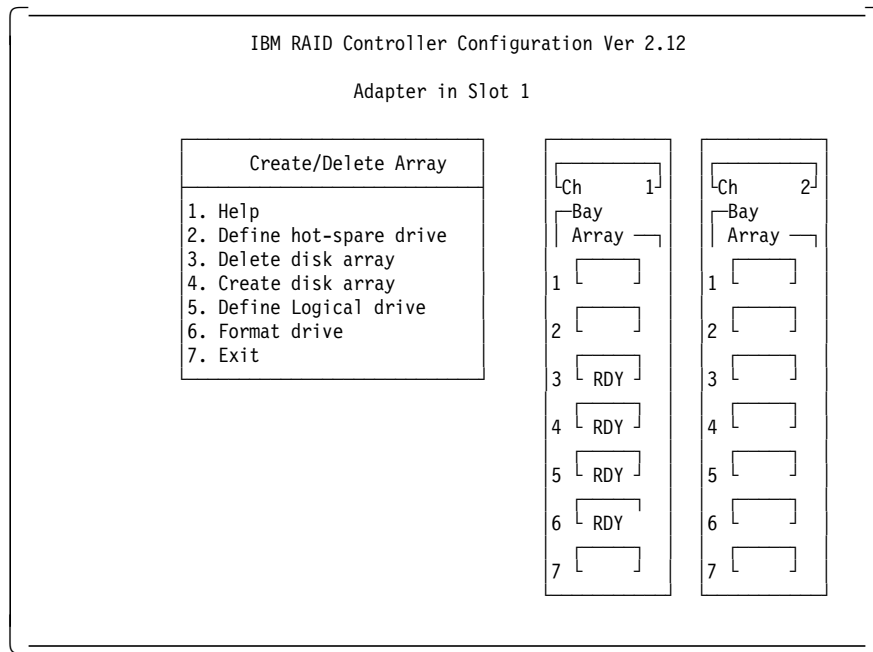 IBM RAID Controller Configuration Ver 2.12
Adapter in Slot 1
Create/Delete Array
1. Help
2. Define hot-spare drive
3. Delete disk array
4. Create disk array
5. Define Logical drive
6. Format drive
7. Exit
Ch 1
Bay
Array
1
2
3 RDY
4 RDY
5 RDY
6 RDY
7
Ch 2
Bay
Array
1
2
3
4
5
6
7